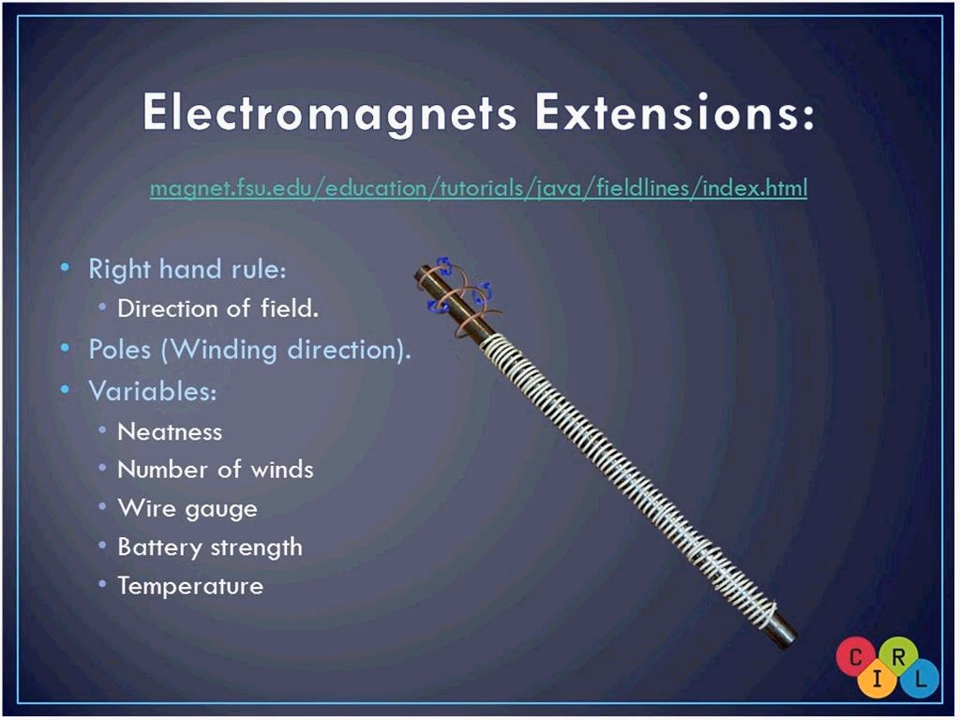 Electromagnets Extensions:
magnet.fsu.edu/education/tutorials/java/fieldlines/index.html
• Right hand rule:
• Direction of field.
• Poles (Winding direction).
• Variables:
• Neatness
• Number of winds
• Wire gauge
• Battery strength
• Temperature
C R
I L